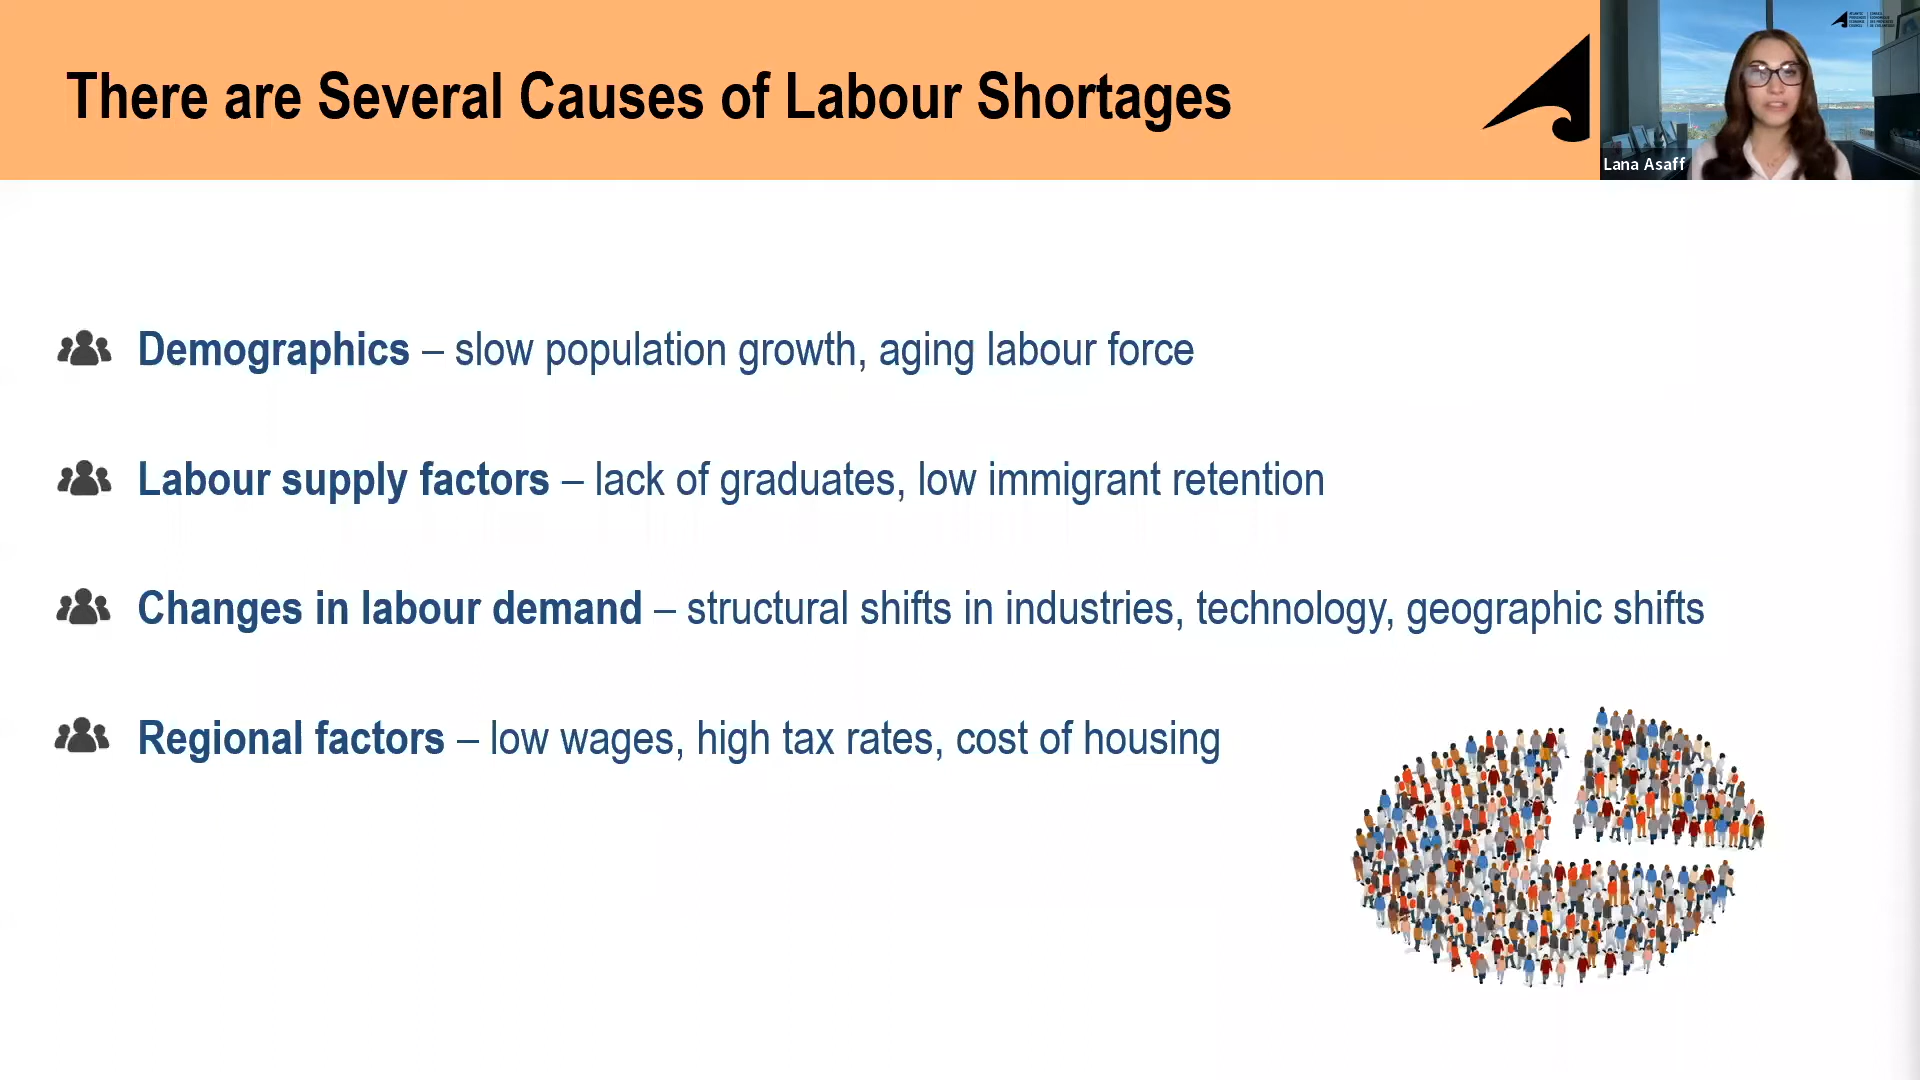 There are Several Causes of Labour Shortages
Lana Asaff
Demographics – slow population growth, aging labour force
Labour supply factors – lack of graduates, low immigrant retention
Changes in labour demand – structural shifts in industries, technology, geographic shifts
Regional factors – low wages, high tax rates, cost of housing